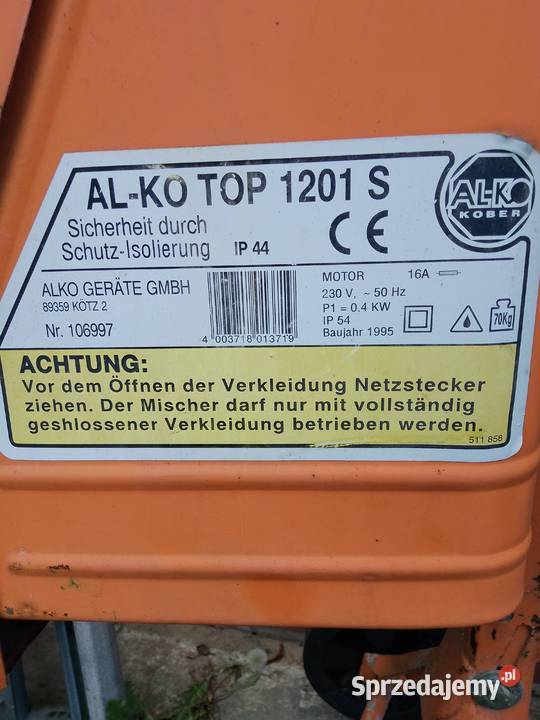 AL-KO TOP 1201 S
Sicherheit durch
Schutz-Isolierung IP 44
CE
AL-KO
KOBER
ALKO GERÄTE GMBH
89359 KÖTZ 2
Nr. 106997
4 003718 013719
MOTOR 16A
230 V, ~ 50 Hz
P1 = 0.4 KW
IP 54
Baujahr 1995
70Kg
ACHTUNG:
Vor dem Öffnen der Verkleidung Netzstecker
ziehen. Der Mischer darf nur mit vollständig
geshlossener Verkleidung betrieben werden.
511 858
Sprzedajemy.pl